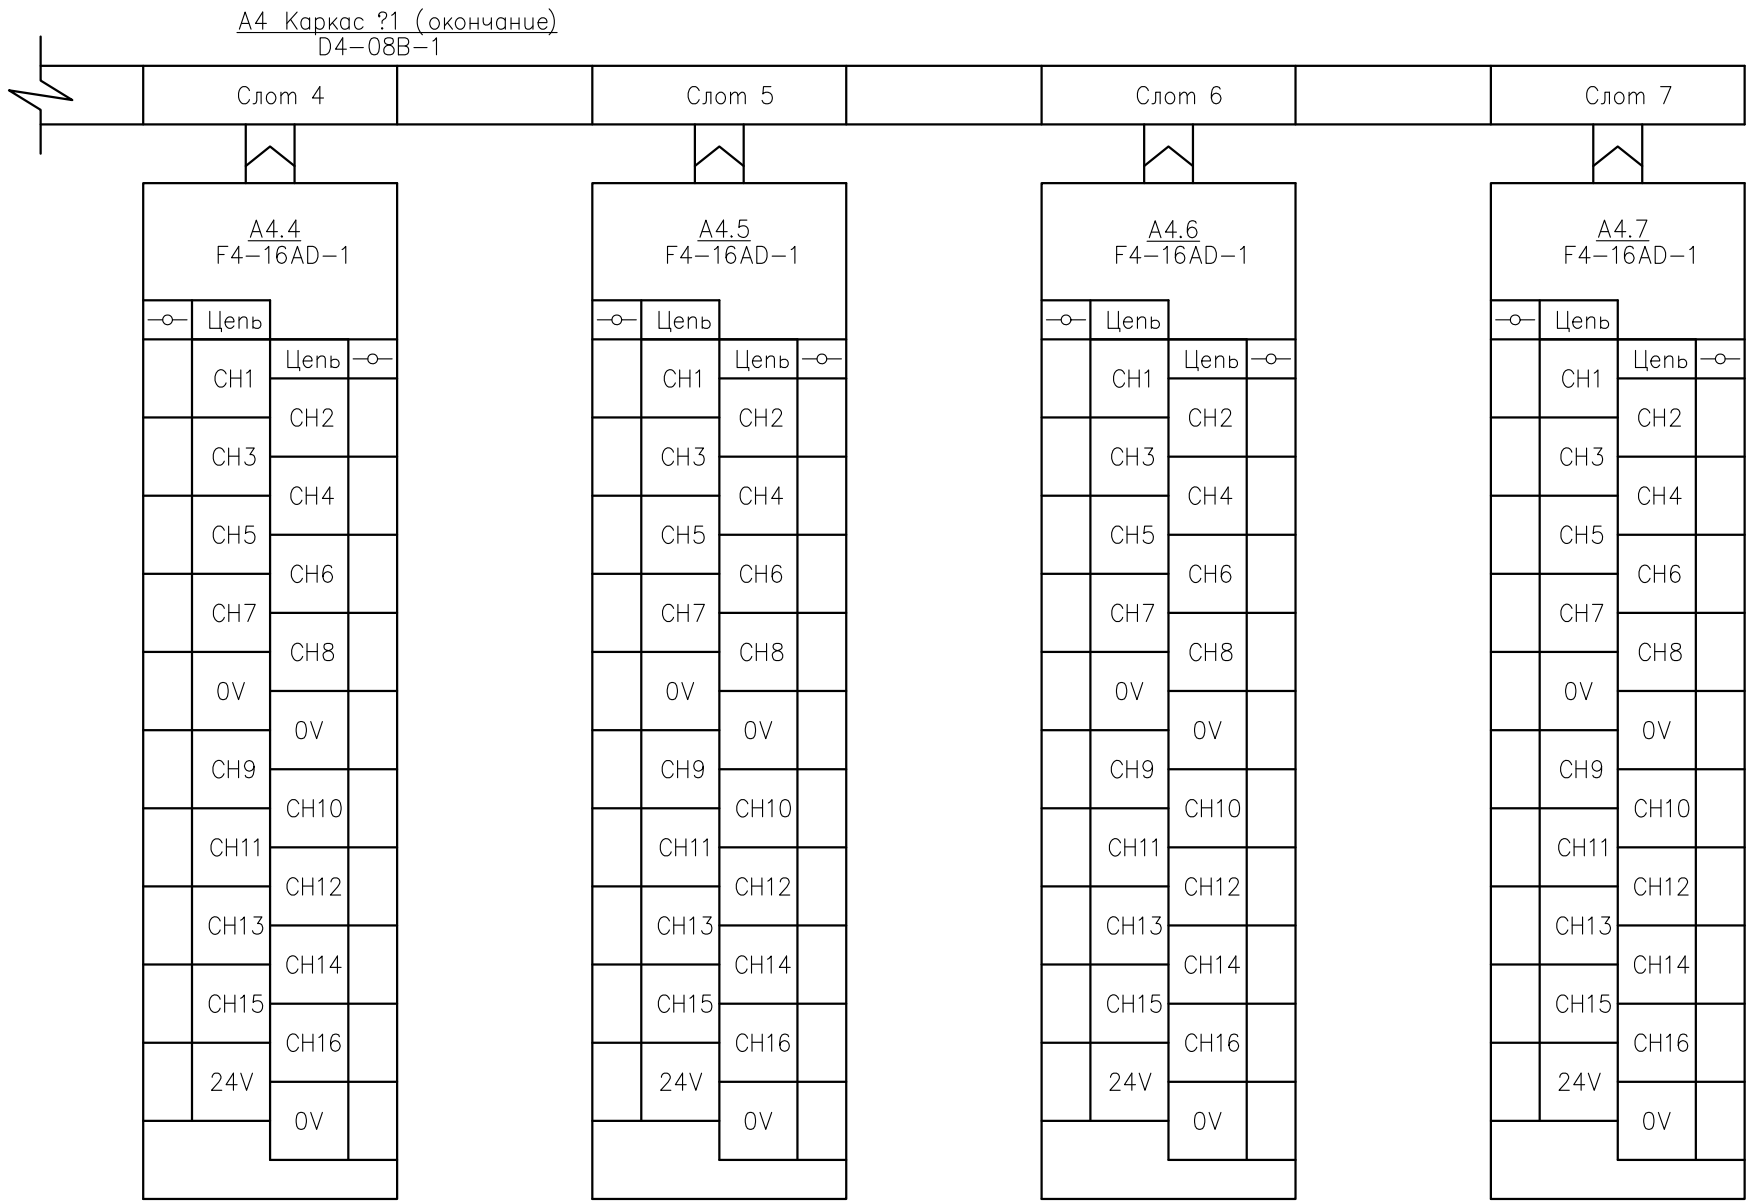 А4 Каркас ?1 (окончание)
D4-08B-1
Слот 4
Слот 5
Слот 6
Слот 7
A4.4
F4-16AD-1
Цепь
Цепь
CH1
CH2
CH3
CH4
CH5
CH6
CH7
CH8
0V
0V
CH9
CH10
CH11
CH12
CH13
CH14
CH15
CH16
24V
0V
A4.5
F4-16AD-1
Цепь
Цепь
CH1
CH2
CH3
CH4
CH5
CH6
CH7
CH8
0V
0V
CH9
CH10
CH11
CH12
CH13
CH14
CH15
CH16
24V
0V
A4.6
F4-16AD-1
Цепь
Цепь
CH1
CH2
CH3
CH4
CH5
CH6
CH7
CH8
0V
0V
CH9
CH10
CH11
CH12
CH13
CH14
CH15
CH16
24V
0V
A4.7
F4-16AD-1
Цепь
Цепь
CH1
CH2
CH3
CH4
CH5
CH6
CH7
CH8
0V
0V
CH9
CH10
CH11
CH12
CH13
CH14
CH15
CH16
24V
0V